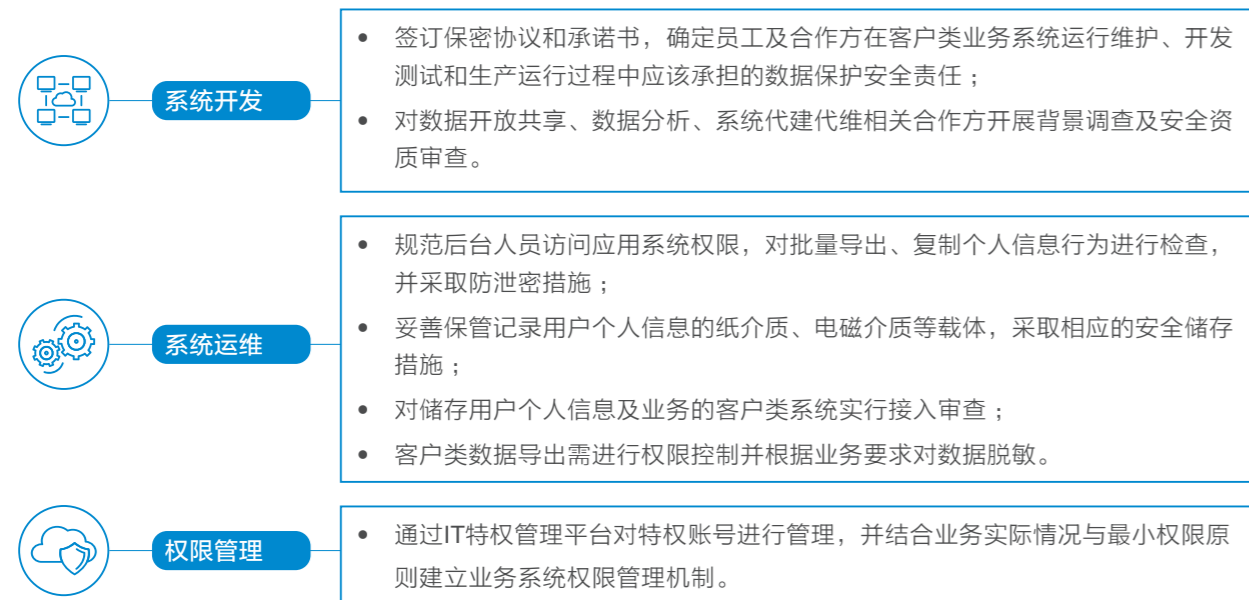 系统开发
• 签订保密协议和承诺书，确定员工及合作方在客户类业务系统运行维护、开发
测试和生产运行过程中应该承担的数据保护安全责任；
• 对数据开放共享、数据分析、系统代建代维相关合作方开展背景调查及安全资
质审查。
系统运维
• 规范后台人员访问应用系统权限，对批量导出、复制个人信息行为进行检查，
并采取防泄密措施；
• 妥善保管记录用户个人信息的纸介质、电磁介质等载体，采取相应的安全储存
措施；
• 对储存用户个人信息及业务的客户类系统实行接入审查；
• 客户类数据导出需进行权限控制并根据业务要求对数据脱敏。
权限管理
• 通过IT特权管理平台对特权账号进行管理，并结合业务实际情况与最小权限原
则建立业务系统权限管理机制。